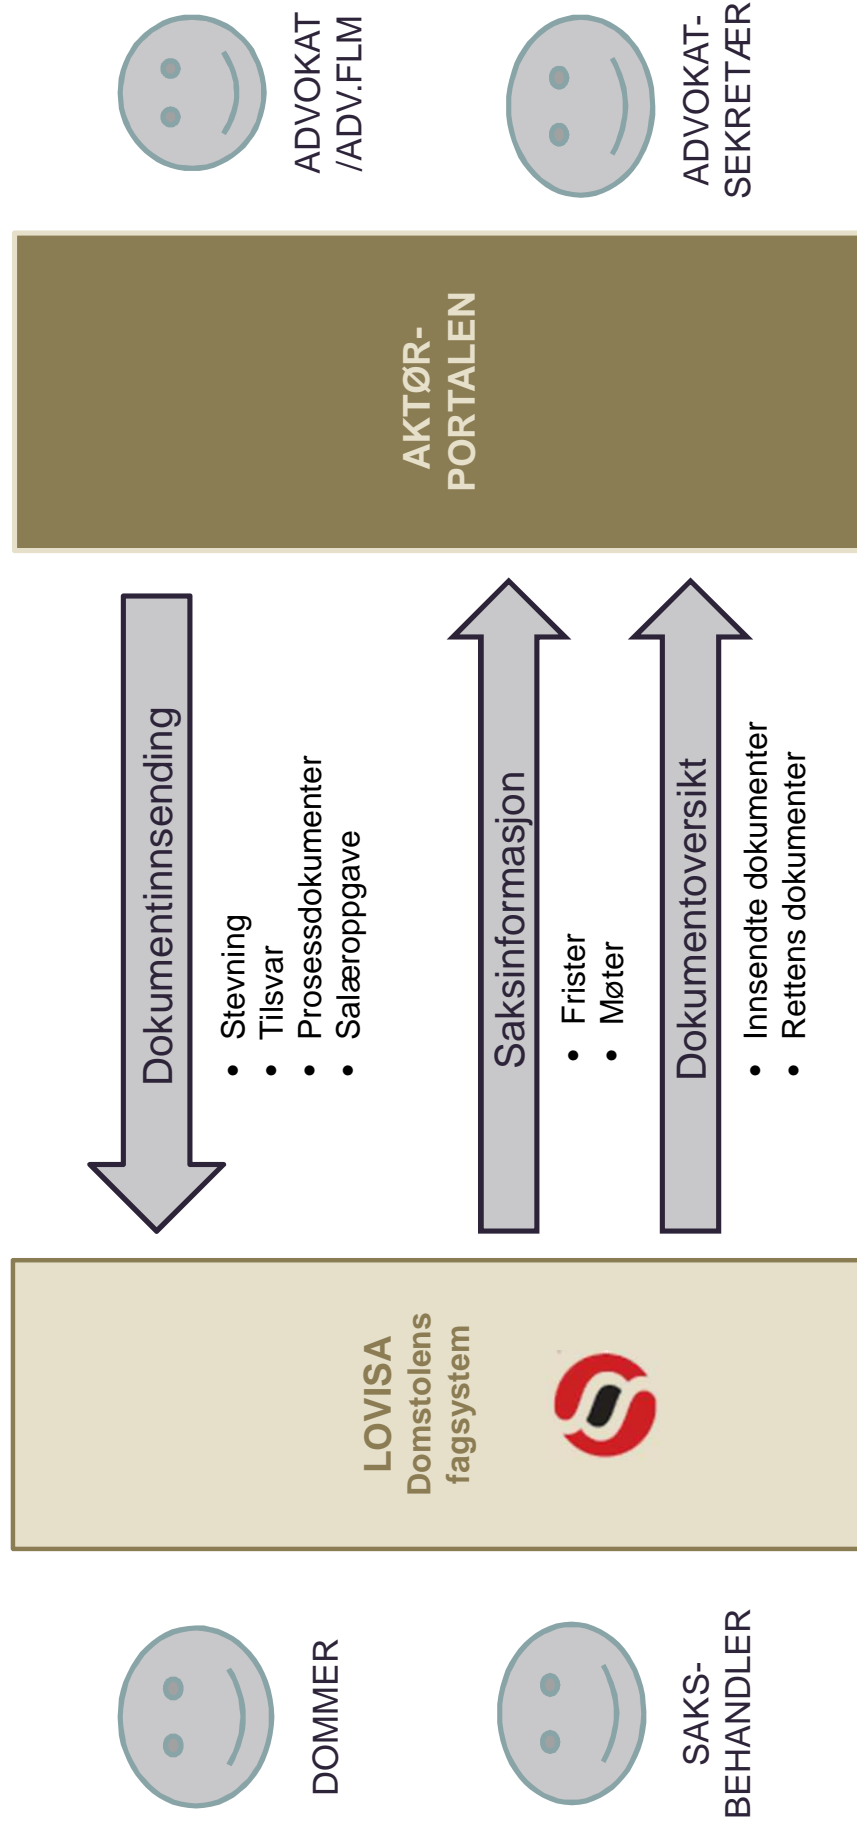 DOMMER
SAKS-
BEHANDLER
LOVISA
Domstolens
fagsystem
Dokumentinnsending
• Stevning
• Tilsvar
• Prosessdokumenter
• Salæroppgave
Saksinformasjon
• Frister
• Møter
Dokumentoversikt
• Innsendte dokumenter
• Rettens dokumenter
AKTØR-
PORTALEN
ADVOKAT
/ADV.FLM
ADVOKAT-
SEKRETÆR